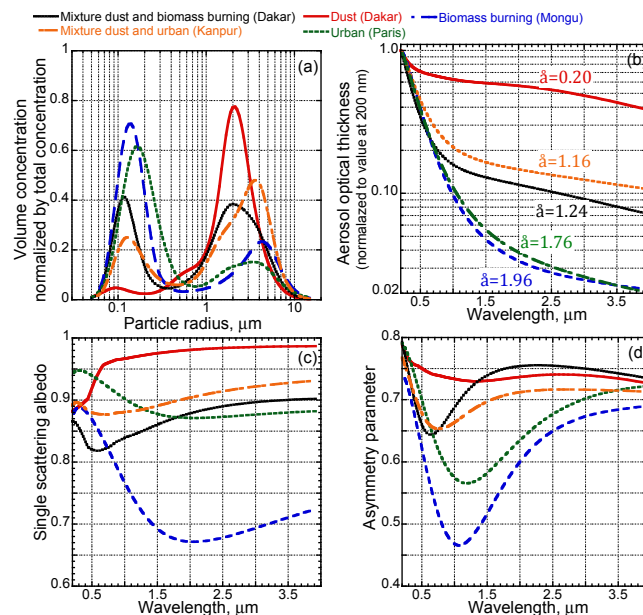 Mixture dust and biomass burning (Dakar) Dust (Dakar) Biomass burning (Mongu)
Mixture dust and urban (Kanpur) Urban (Paris)
(a)
Volume concentration
normalized by total concentration
1.0
0.8
0.6
0.4
0.2
0
0.1 1 10
Particle radius, µm
(b)
Aerosol optical thickness
(normalazed to value at 200 nm)
1.0
0.10
0.02
å=0.20
å=1.16
å=1.24
å=1.76
å=1.96
0.5 1.5 2.5 3.5
Wavelength, µm
(c)
Single scattering albedo
1
0.9
0.8
0.7
0.6
0.5 1.5 2.5 3.5
Wavelength, µm
(d)
Asymmetry parameter
0.8
0.7
0.6
0.5
0.4
0.5 1.5 2.5 3.5
Wavelength, µm